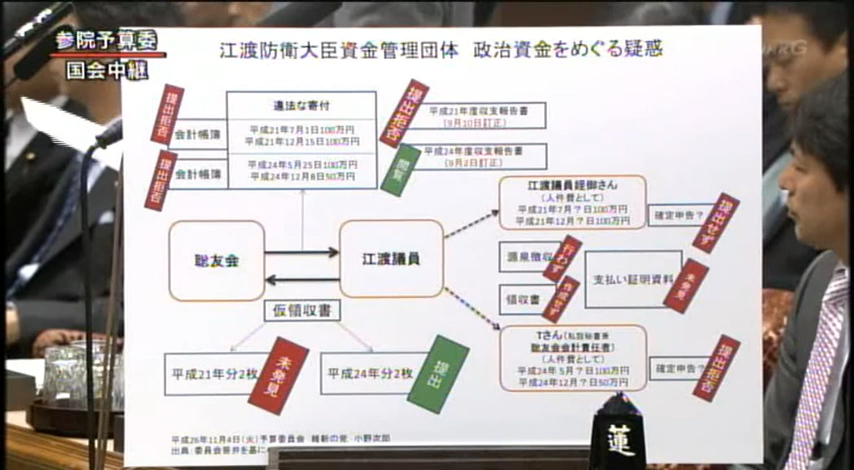 参院予算委
国会中継
江渡防衛大臣資金管理団体 政治資金をめぐる疑惑
提出拒否
会計帳簿
違法な寄付
平成21年7月1日100万円
平成21年12月15日100万円
提出拒否
平成21年度収支報告書
(9月10日訂正)
提出拒否
会計帳簿
平成24年5月25日100万円
平成24年12月8日50万円
閲覧
平成24年度収支報告書
(9月2日訂正)
聡友会
江渡議員
仮領収書
平成21年分2枚
未発見
平成24年分2枚
提出
(人件費として)
平成21年7月?日100万円
平成21年12月?日100万円
確定申告?
提出せず
源泉徴収
行わず
領収書
作成せず
支払い証明資料
未発見
Tさん(私設秘書兼
聡友会会計責任者)
(人件費として)
平成24年5月?日100万円
平成24年12月?日50万円
確定申告?
提出拒否
平成26年11月4日(火)予算委員会 維新の党 小野次郎
出典:委員会答弁を基に
蓮